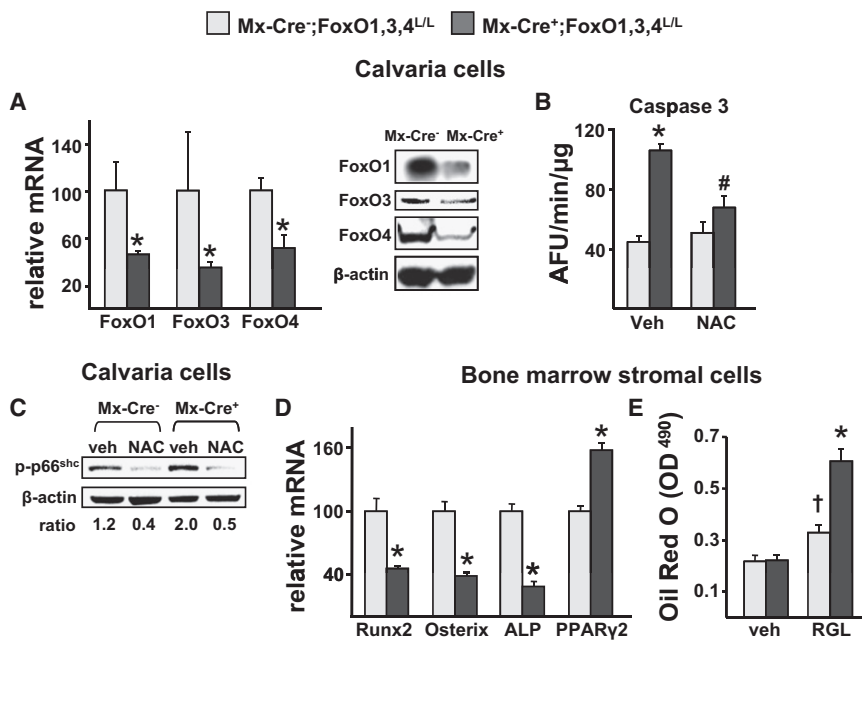 Mx-Cre⁻;FoxO1,3,4ᴸ/ᴸ Mx-Cre⁺;FoxO1,3,4ᴸ/ᴸ
Calvaria cells
A
relative mRNA
140
100
60
20
*
*
*
FoxO1 FoxO3 FoxO4
Mx-Cre⁻ Mx-Cre⁺
FoxO1
FoxO3
FoxO4
β-actin
B
Caspase 3
AFU/min/µg
120
80
40
*
#
Veh NAC
Calvaria cells
C
Mx-Cre⁻ Mx-Cre⁺
veh NAC veh NAC
p-p66ˢʰᶜ
β-actin
ratio 1.2 0.4 2.0 0.5
Bone marrow stromal cells
D
relative mRNA
160
100
40
*
*
*
*
Runx2 Osterix ALP PPARγ2
E
Oil Red O (OD ⁴⁹⁰)
0.7
0.5
0.3
0.1
†
*
veh RGL